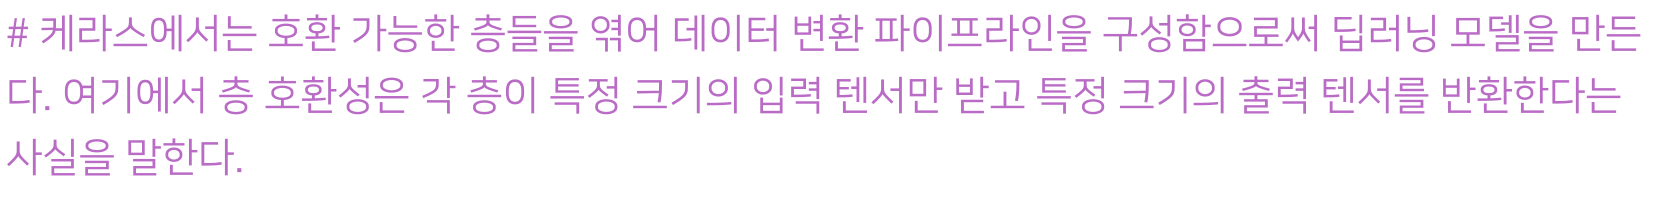 # 케라스에서는 호환 가능한 층들을 엮어 데이터 변환 파이프라인을 구성함으로써 딥러닝 모델을 만든
다. 여기에서 층 호환성은 각 층이 특정 크기의 입력 텐서만 받고 특정 크기의 출력 텐서를 반환한다는
사실을 말한다.